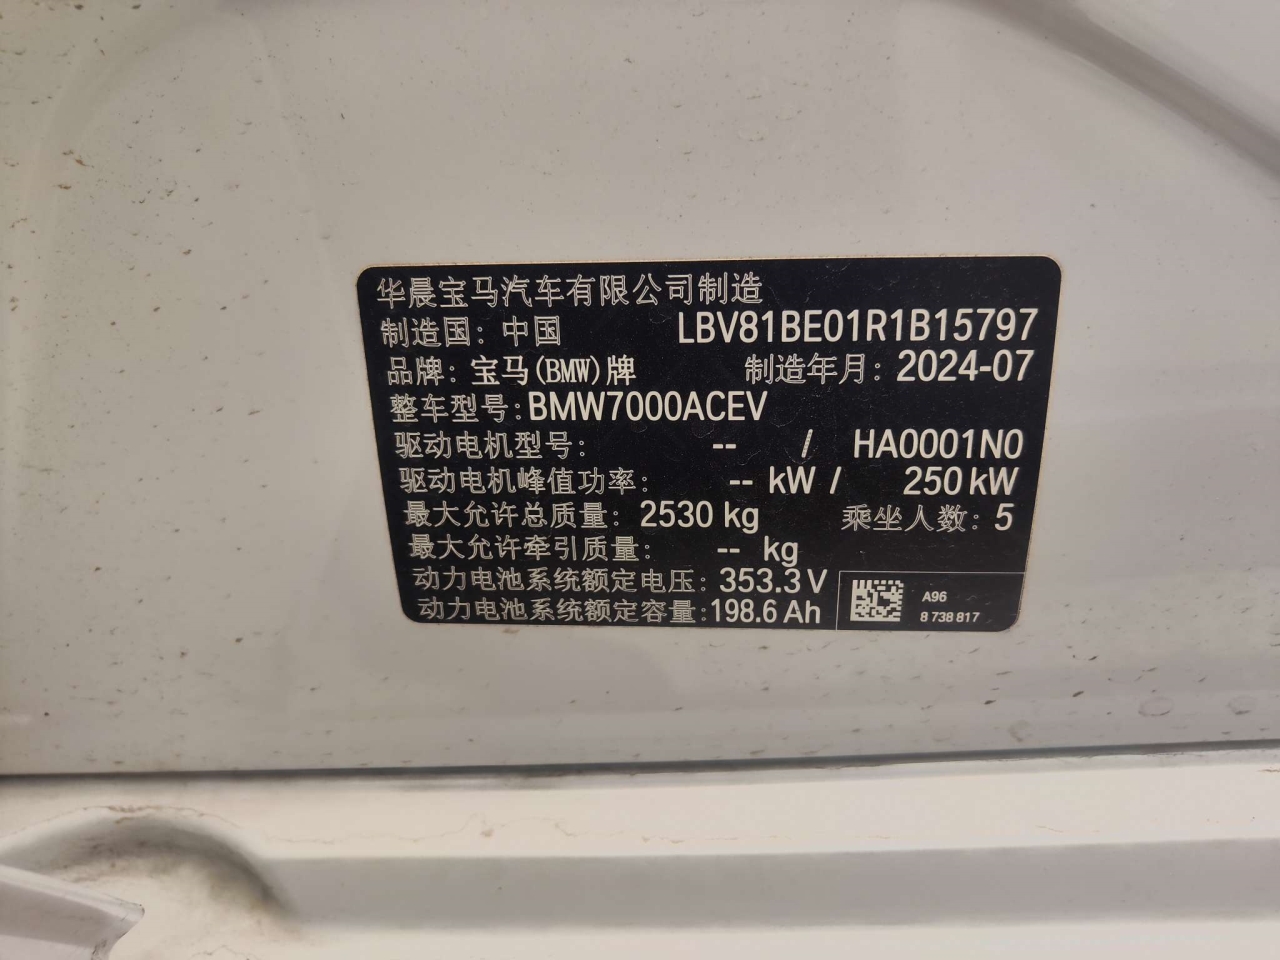 华晨宝马汽车有限公司制造
制造国：中国 LBV81BE01R1B15797
品牌：宝马(BMW)牌 制造年月：2024-07
整车型号：BMW7000ACEV
驱动电机型号： -- / HA0001N0
驱动电机峰值功率： -- kW / 250 kW
最大允许总质量： 2530 kg 乘坐人数：5
最大允许牵引质量： -- kg
动力电池系统额定电压：353.3 V
动力电池系统额定容量：198.6 Ah
A96
8 738 817